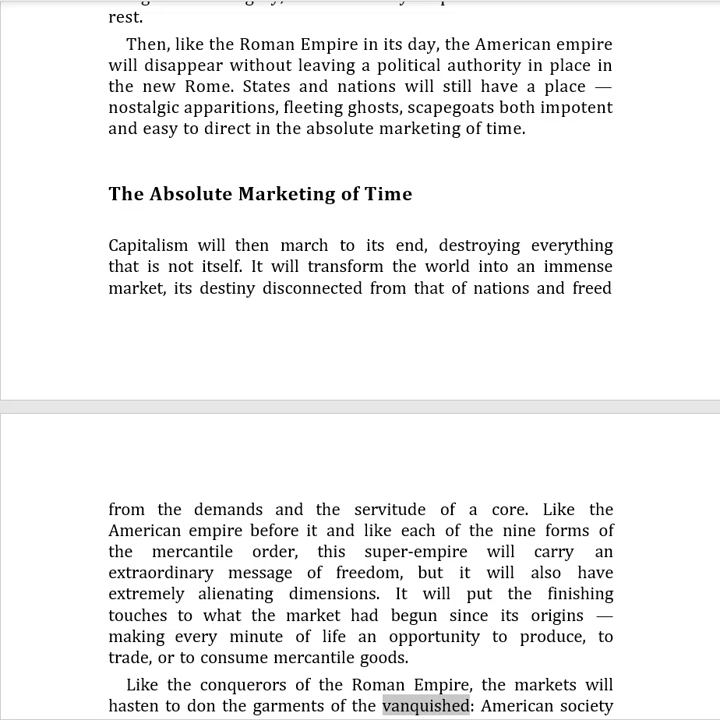 rest.
Then, like the Roman Empire in its day, the American empire
will disappear without leaving a political authority in place in
the new Rome. States and nations will still have a place —
nostalgic apparitions, fleeting ghosts, scapegoats both impotent
and easy to direct in the absolute marketing of time.
The Absolute Marketing of Time
Capitalism will then march to its end, destroying everything
that is not itself. It will transform the world into an immense
market, its destiny disconnected from that of nations and freed
from the demands and the servitude of a core. Like the
American empire before it and like each of the nine forms of
the mercantile order, this super-empire will carry an
extraordinary message of freedom, but it will also have
extremely alienating dimensions. It will put the finishing
touches to what the market had begun since its origins —
making every minute of life an opportunity to produce, to
trade, or to consume mercantile goods.
Like the conquerors of the Roman Empire, the markets will
hasten to don the garments of the vanquished: American society